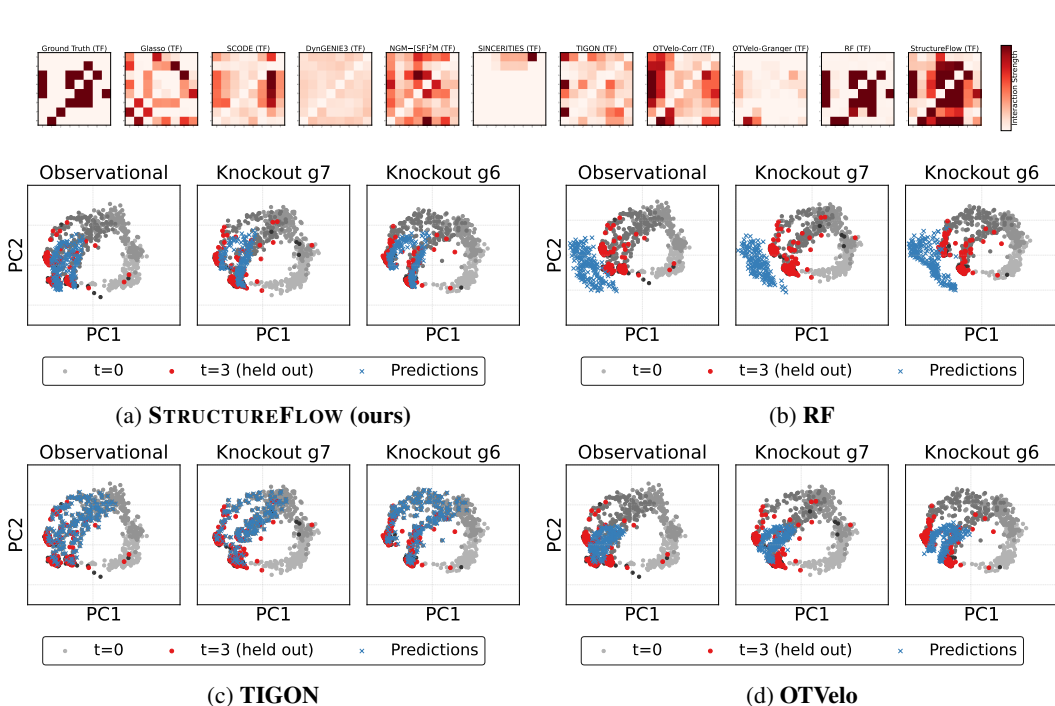 Ground Truth (TF) Glasso (TF) SCODE (TF) DynGENIE3 (TF) NGM−[SF]²M (TF) SINCERITIES (TF) TIGON (TF) OTVelo-Corr (TF) OTVelo-Granger (TF) RF (TF) StructureFlow (TF)
Interaction Strength
Observational Knockout g7 Knockout g6
PC2
PC1 PC1 PC1
t=0 t=3 (held out) Predictions
(a) STRUCTUREFLOW (ours)
Observational Knockout g7 Knockout g6
PC2
PC1 PC1 PC1
t=0 t=3 (held out) Predictions
(b) RF
Observational Knockout g7 Knockout g6
PC2
PC1 PC1 PC1
t=0 t=3 (held out) Predictions
(c) TIGON
Observational Knockout g7 Knockout g6
PC2
PC1 PC1 PC1
t=0 t=3 (held out) Predictions
(d) OTVelo